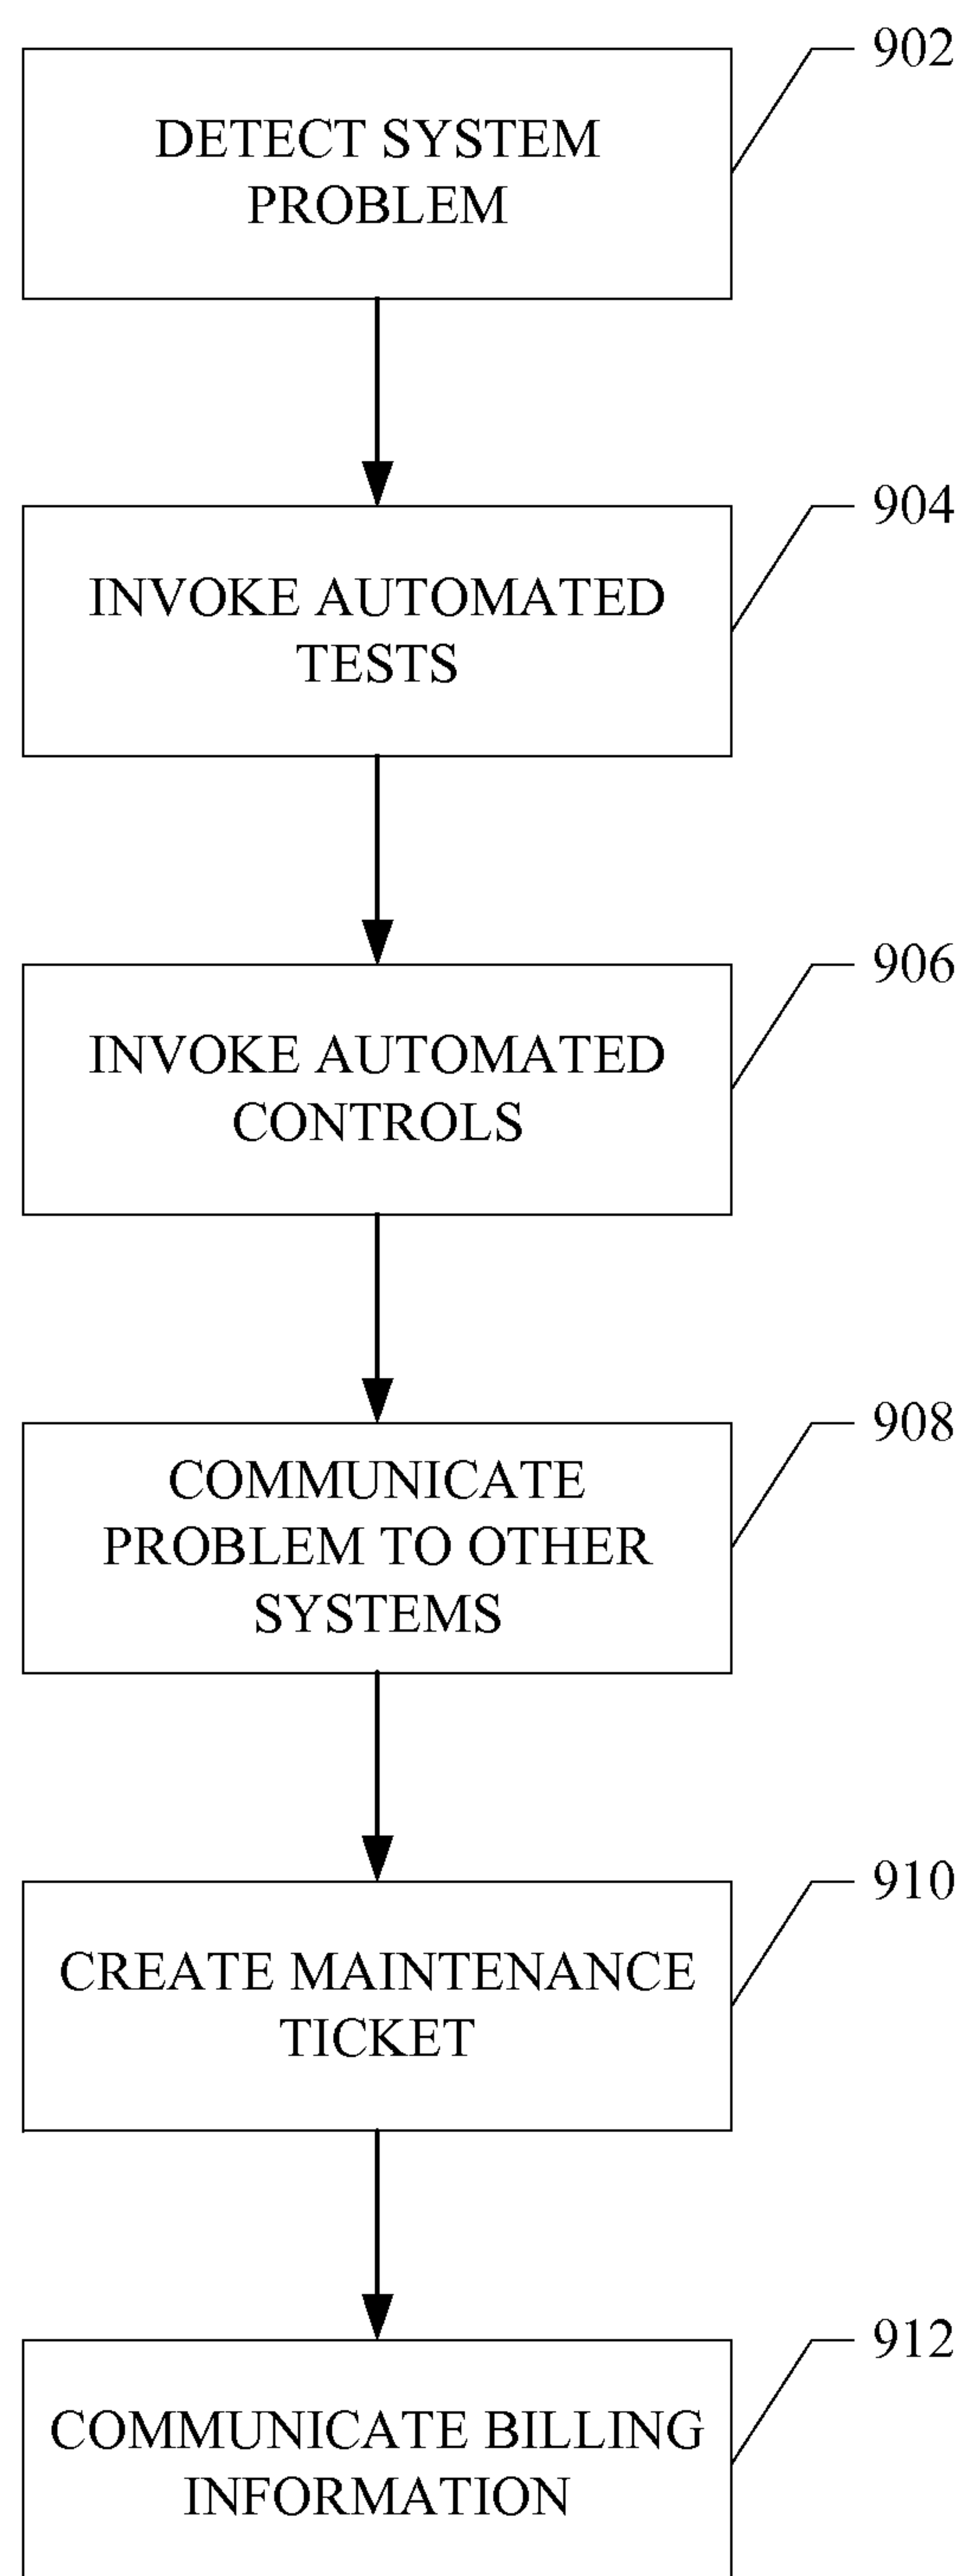 902
DETECT SYSTEM
PROBLEM
904
INVOKE AUTOMATED
TESTS
906
INVOKE AUTOMATED
CONTROLS
908
COMMUNICATE
PROBLEM TO OTHER
SYSTEMS
910
CREATE MAINTENANCE
TICKET
912
COMMUNICATE BILLING
INFORMATION